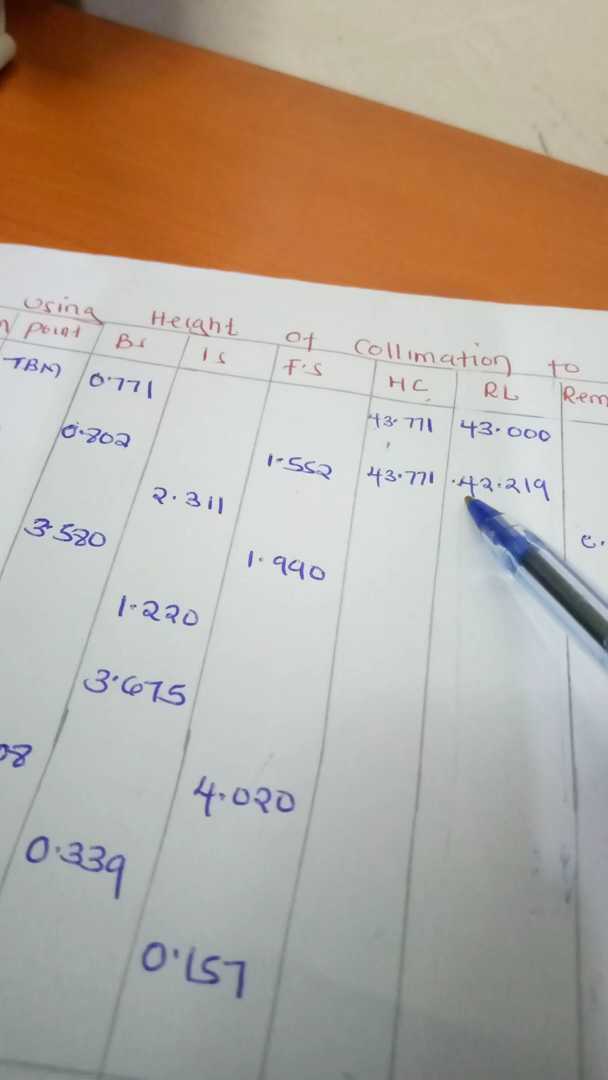 using Height of Collimation to
point Bs Is F.S HC RL Rem
TBM 0.771 43.771 43.000
0.802 1.552 43.771 42.219
2.311 c.
3.580 1.990
1.220
3.675
08 4.020
0.339
0.157